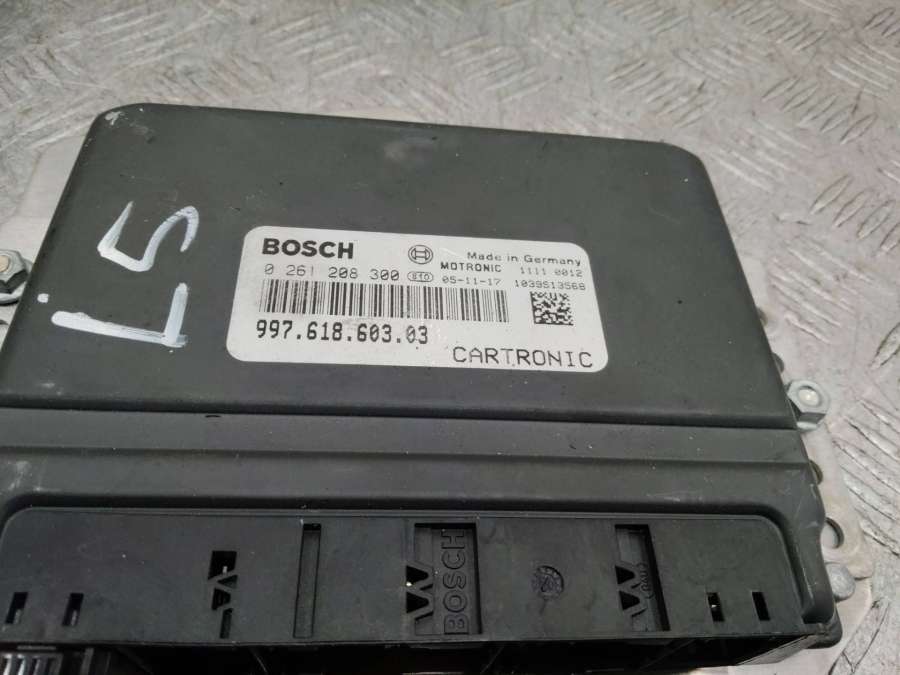 BOSCH
Made in Germany
0 261 208 300 810 05-11-17
MOTRONIC 1111 0012
1039S13568
997.618.603.03
CARTRONIC
BOSCH